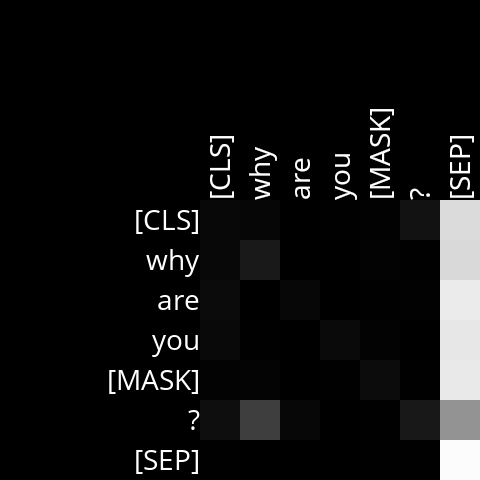 [CLS] why are you [MASK] ? [SEP]
[CLS]
why
are
you
[MASK]
?
[SEP]